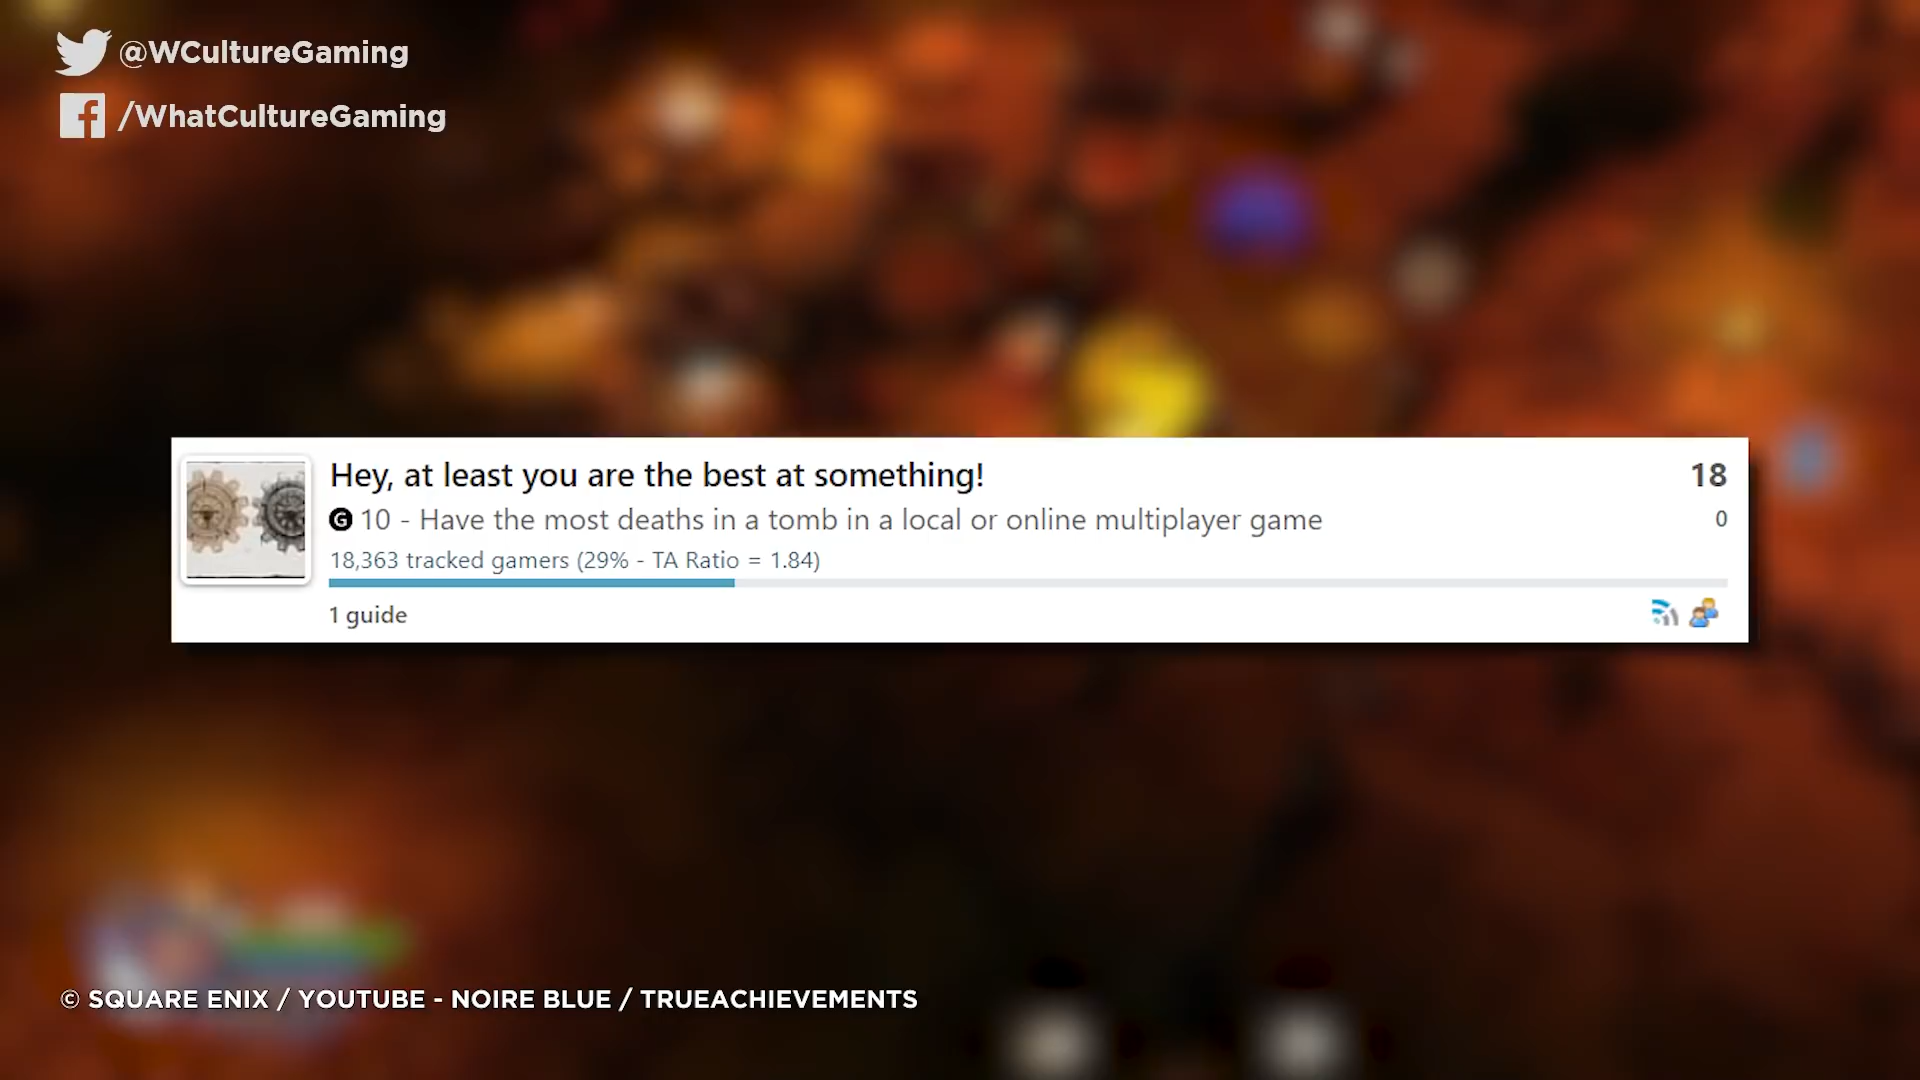 @WCultureGaming
/WhatCultureGaming
Hey, at least you are the best at something!
18
G 10 - Have the most deaths in a tomb in a local or online multiplayer game
0
18,363 tracked gamers (29% - TA Ratio = 1.84)
1 guide
© SQUARE ENIX / YOUTUBE - NOIRE BLUE / TRUEACHIEVEMENTS